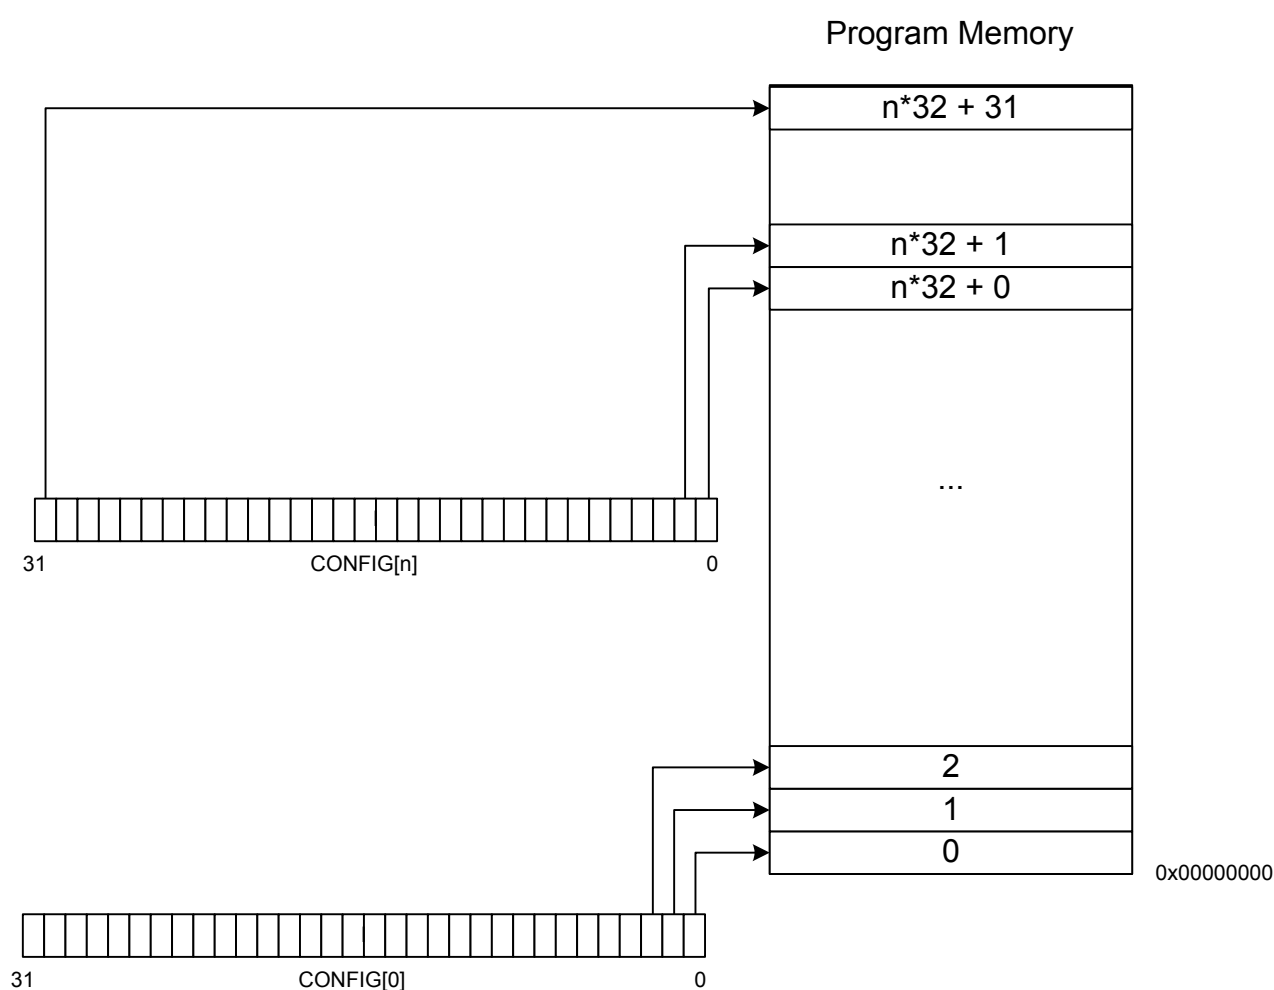 Program Memory
n*32 + 31
n*32 + 1
n*32 + 0
...
31 CONFIG[n] 0
2
1
0
0x00000000
31 CONFIG[0] 0